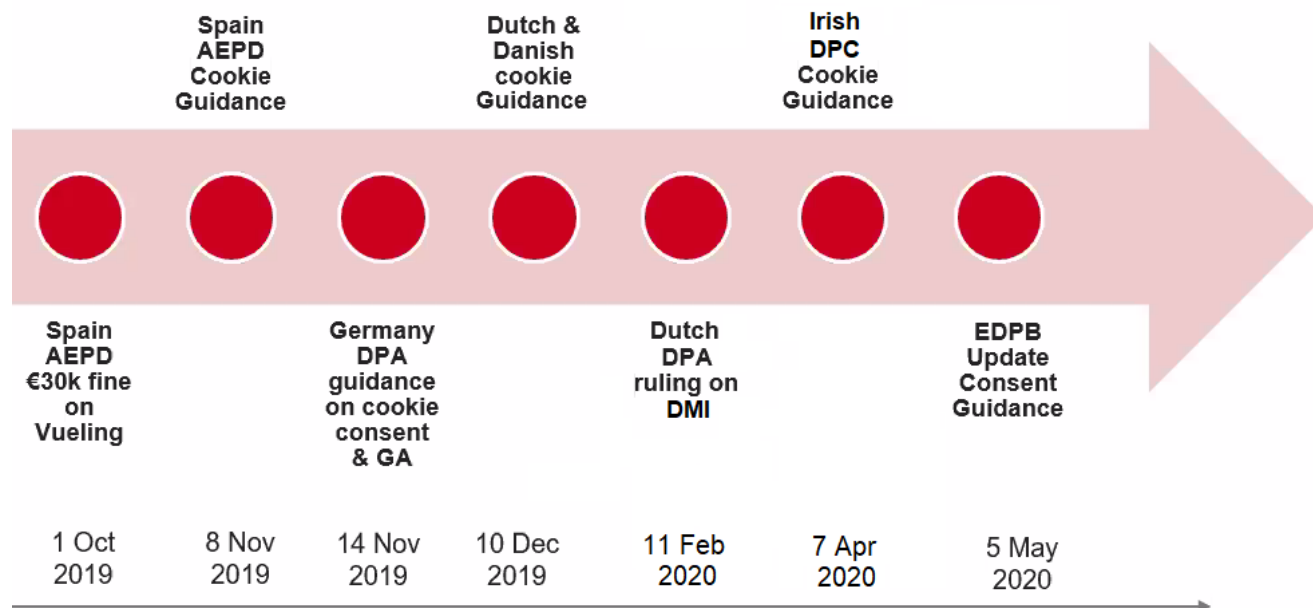 Spain
AEPD
Cookie
Guidance
Dutch &
Danish
cookie
Guidance
Irish
DPC
Cookie
Guidance
Spain
AEPD
€30k fine
on
Vueling
Germany
DPA
guidance
on cookie
consent
& GA
Dutch
DPA
ruling on
DMI
EDPB
Update
Consent
Guidance
1 Oct
2019
8 Nov
2019
14 Nov
2019
10 Dec
2019
11 Feb
2020
7 Apr
2020
5 May
2020